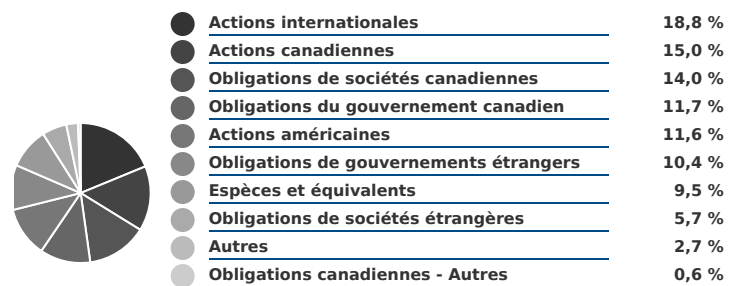 Actions internationales 18,8 %
Actions canadiennes 15,0 %
Obligations de sociétés canadiennes 14,0 %
Obligations du gouvernement canadien 11,7 %
Actions américaines 11,6 %
Obligations de gouvernements étrangers 10,4 %
Espèces et équivalents 9,5 %
Obligations de sociétés étrangères 5,7 %
Autres 2,7 %
Obligations canadiennes - Autres 0,6 %